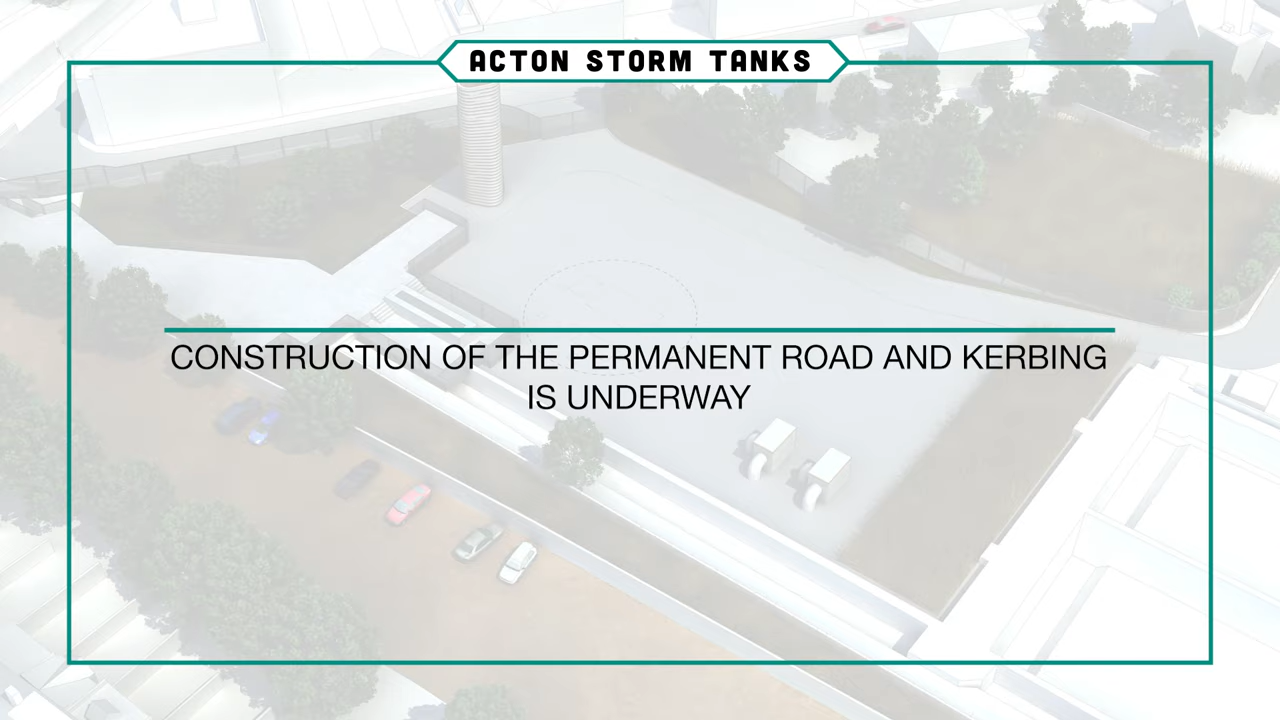 ACTON STORM TANKS
CONSTRUCTION OF THE PERMANENT ROAD AND KERBING
IS UNDERWAY